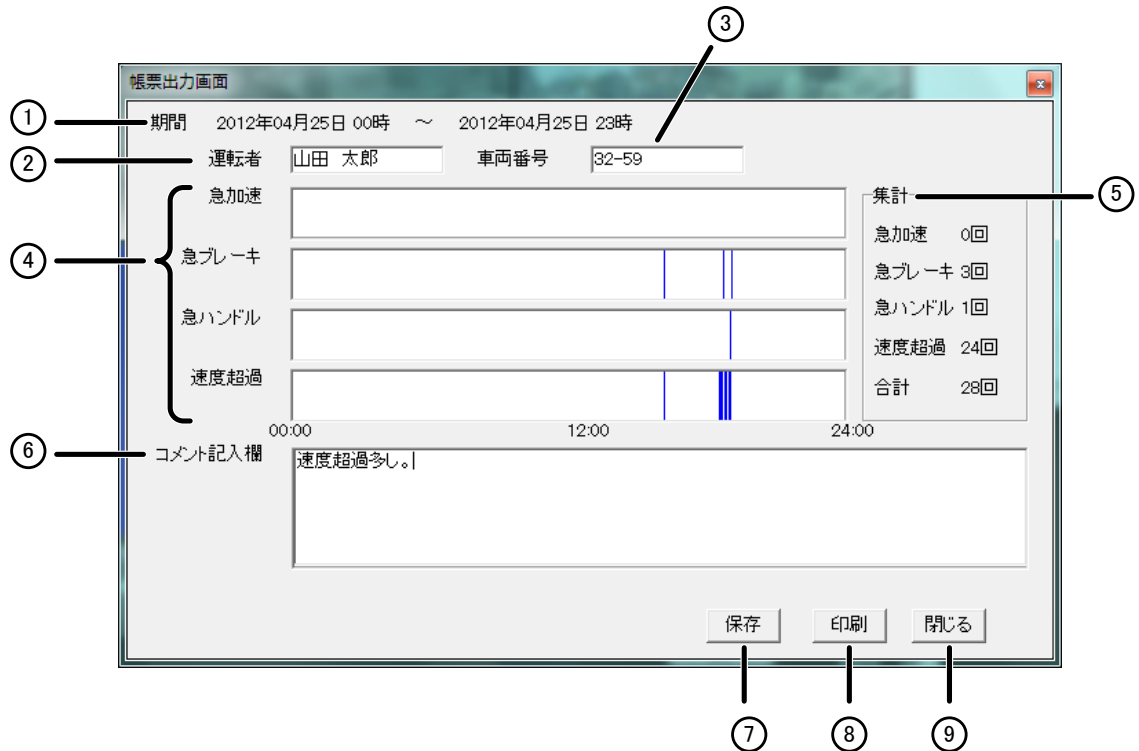 ③
帳票出力画面
① 期間 2012年04月25日 00時 ～ 2012年04月25日 23時
② 運転者 山田 太郎 車両番号 32-59
④
急加速
急ブレーキ
急ハンドル
速度超過
00:00 12:00 24:00
集計 ⑤
急加速 0回
急ブレーキ 3回
急ハンドル 1回
速度超過 24回
合計 28回
⑥ コメント記入欄 速度超過多し。
保存 印刷 閉じる
⑦ ⑧ ⑨